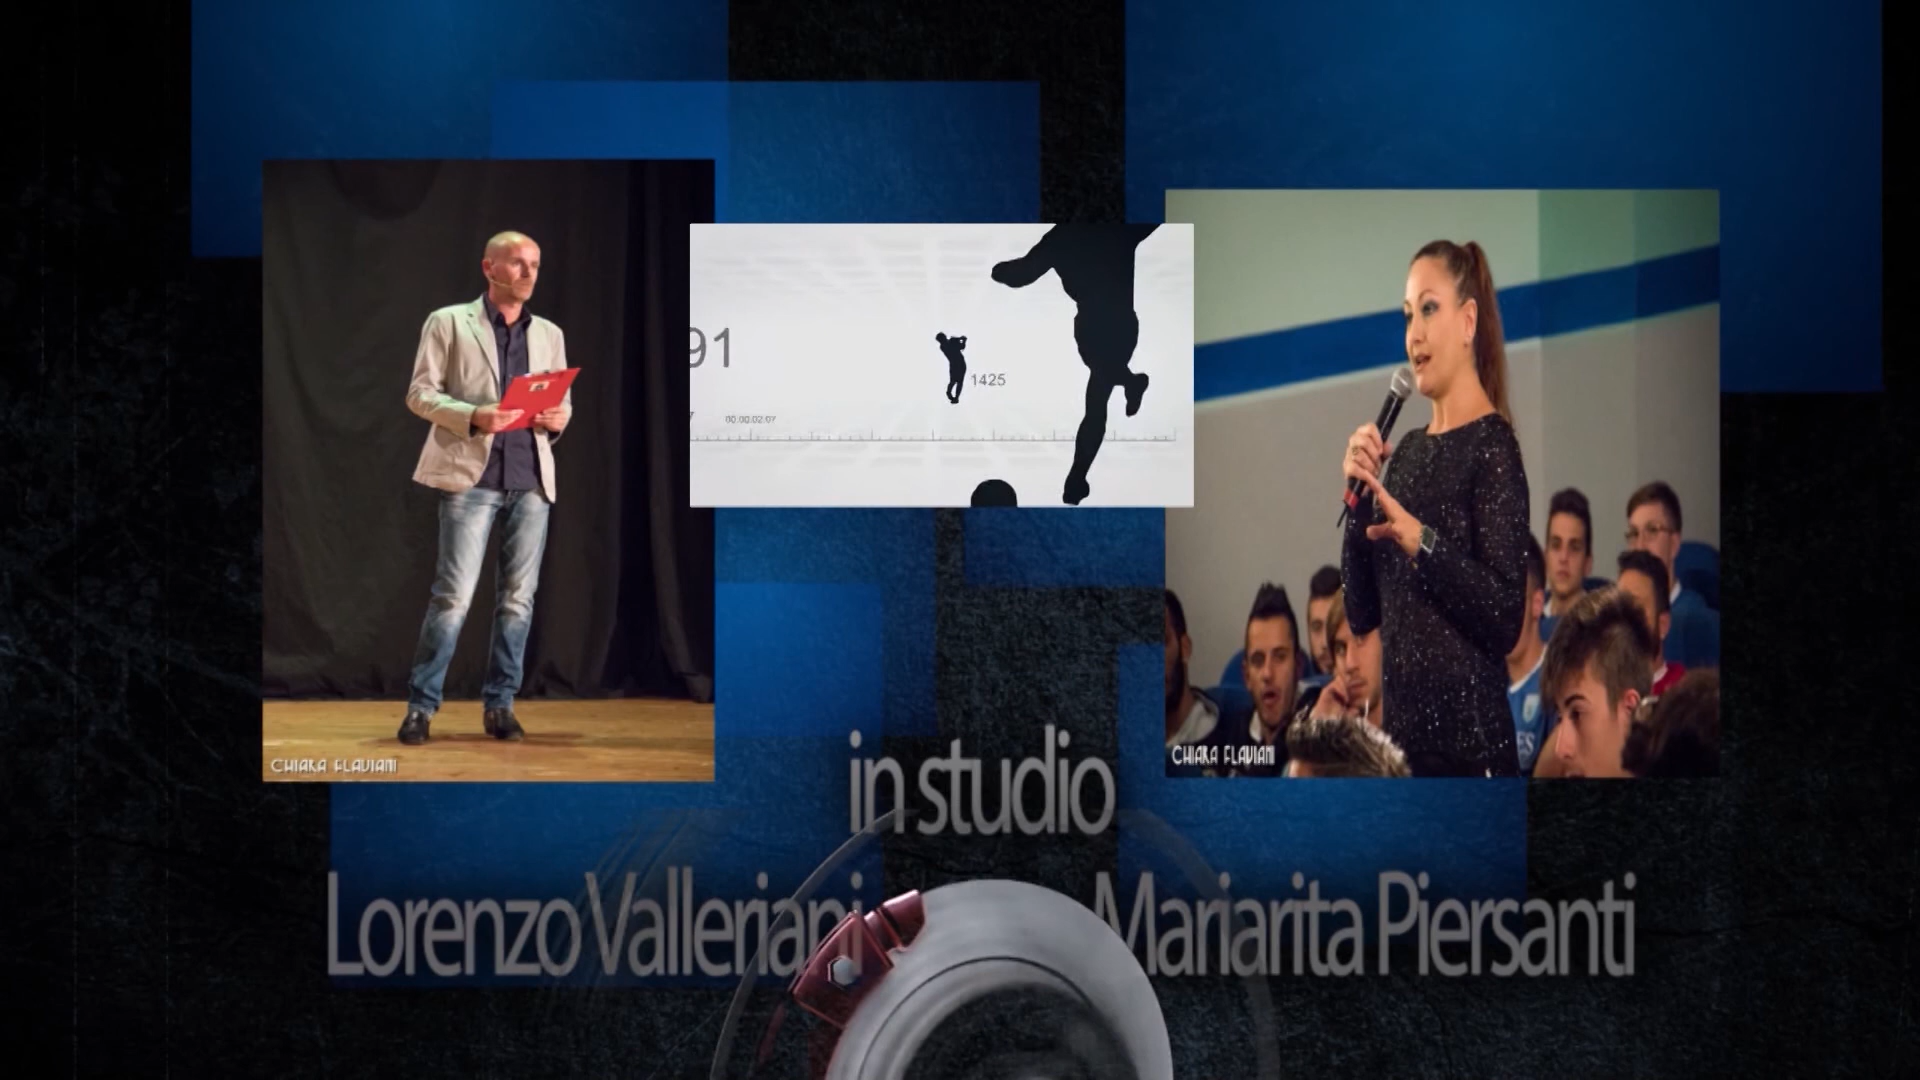 91
1425
00:00:02:07
CHIARA FLAVIANI
CHIARA FLAVIANI
in studio
Lorenzo Valleriani
Mariarita Piersanti